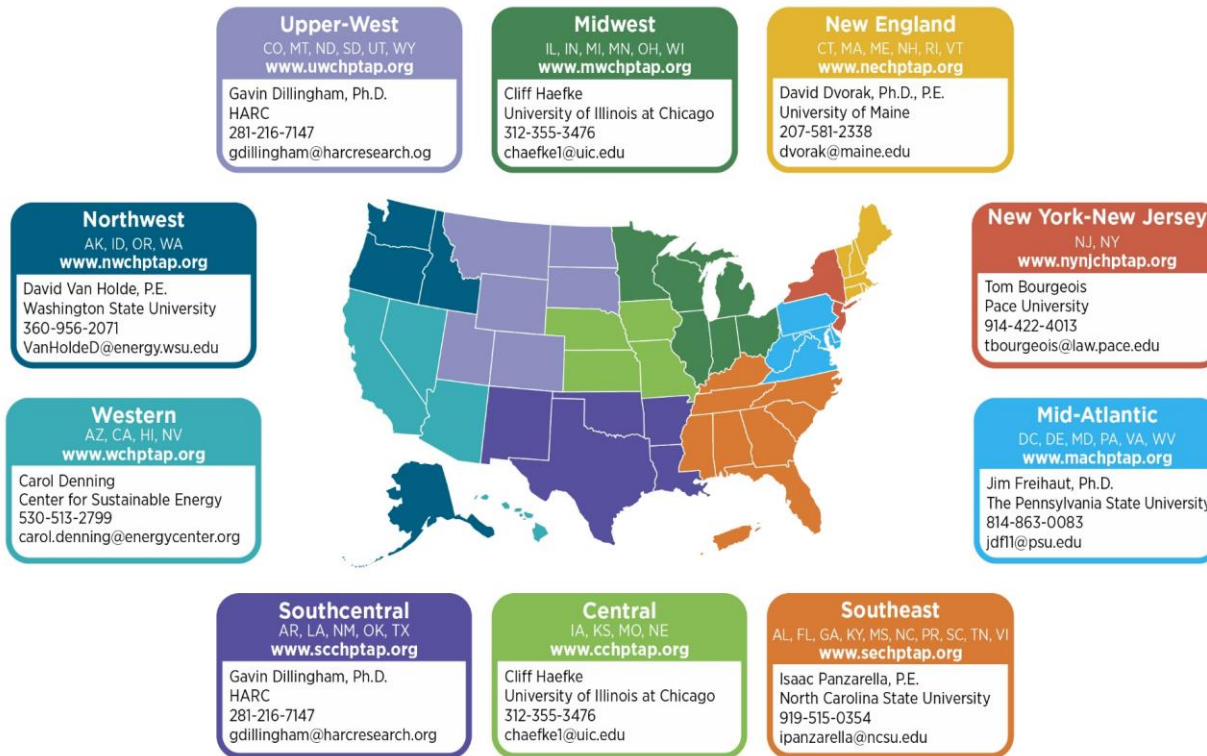 Upper-West
CO, MT, ND, SD, UT, WY
www.uwchptap.org
Gavin Dillingham, Ph.D.
HARC
281-216-7147
gdillingham@harcresearch.og
Midwest
IL, IN, MI, MN, OH, WI
www.mwchptap.org
Cliff Haefke
University of Illinois at Chicago
312-355-3476
chaefke1@uic.edu
New England
CT, MA, ME, NH, RI, VT
www.nechptap.org
David Dvorak, Ph.D., P.E.
University of Maine
207-581-2338
dvorak@maine.edu
Northwest
AK, ID, OR, WA
www.nwchptap.org
David Van Holde, P.E.
Washington State University
360-956-2071
VanHoldeD@energy.wsu.edu
New York-New Jersey
NJ, NY
www.nynjchptap.org
Tom Bourgeois
Pace University
914-422-4013
tbourgeois@law.pace.edu
Western
AZ, CA, HI, NV
www.wchptap.org
Carol Denning
Center for Sustainable Energy
530-513-2799
carol.denning@energycenter.org
Mid-Atlantic
DC, DE, MD, PA, VA, WV
www.machptap.org
Jim Freihaut, Ph.D.
The Pennsylvania State University
814-863-0083
jdf11@psu.edu
Southcentral
AR, LA, NM, OK, TX
www.scchptap.org
Gavin Dillingham, Ph.D.
HARC
281-216-7147
gdillingham@harcresearch.org
Central
IA, KS, MO, NE
www.cchptap.org
Cliff Haefke
University of Illinois at Chicago
312-355-3476
chaefke1@uic.edu
Southeast
AL, FL, GA, KY, MS, NC, PR, SC, TN, VI
www.sechptap.org
Isaac Panzarella, P.E.
North Carolina State University
919-515-0354
ipanzarella@ncsu.edu